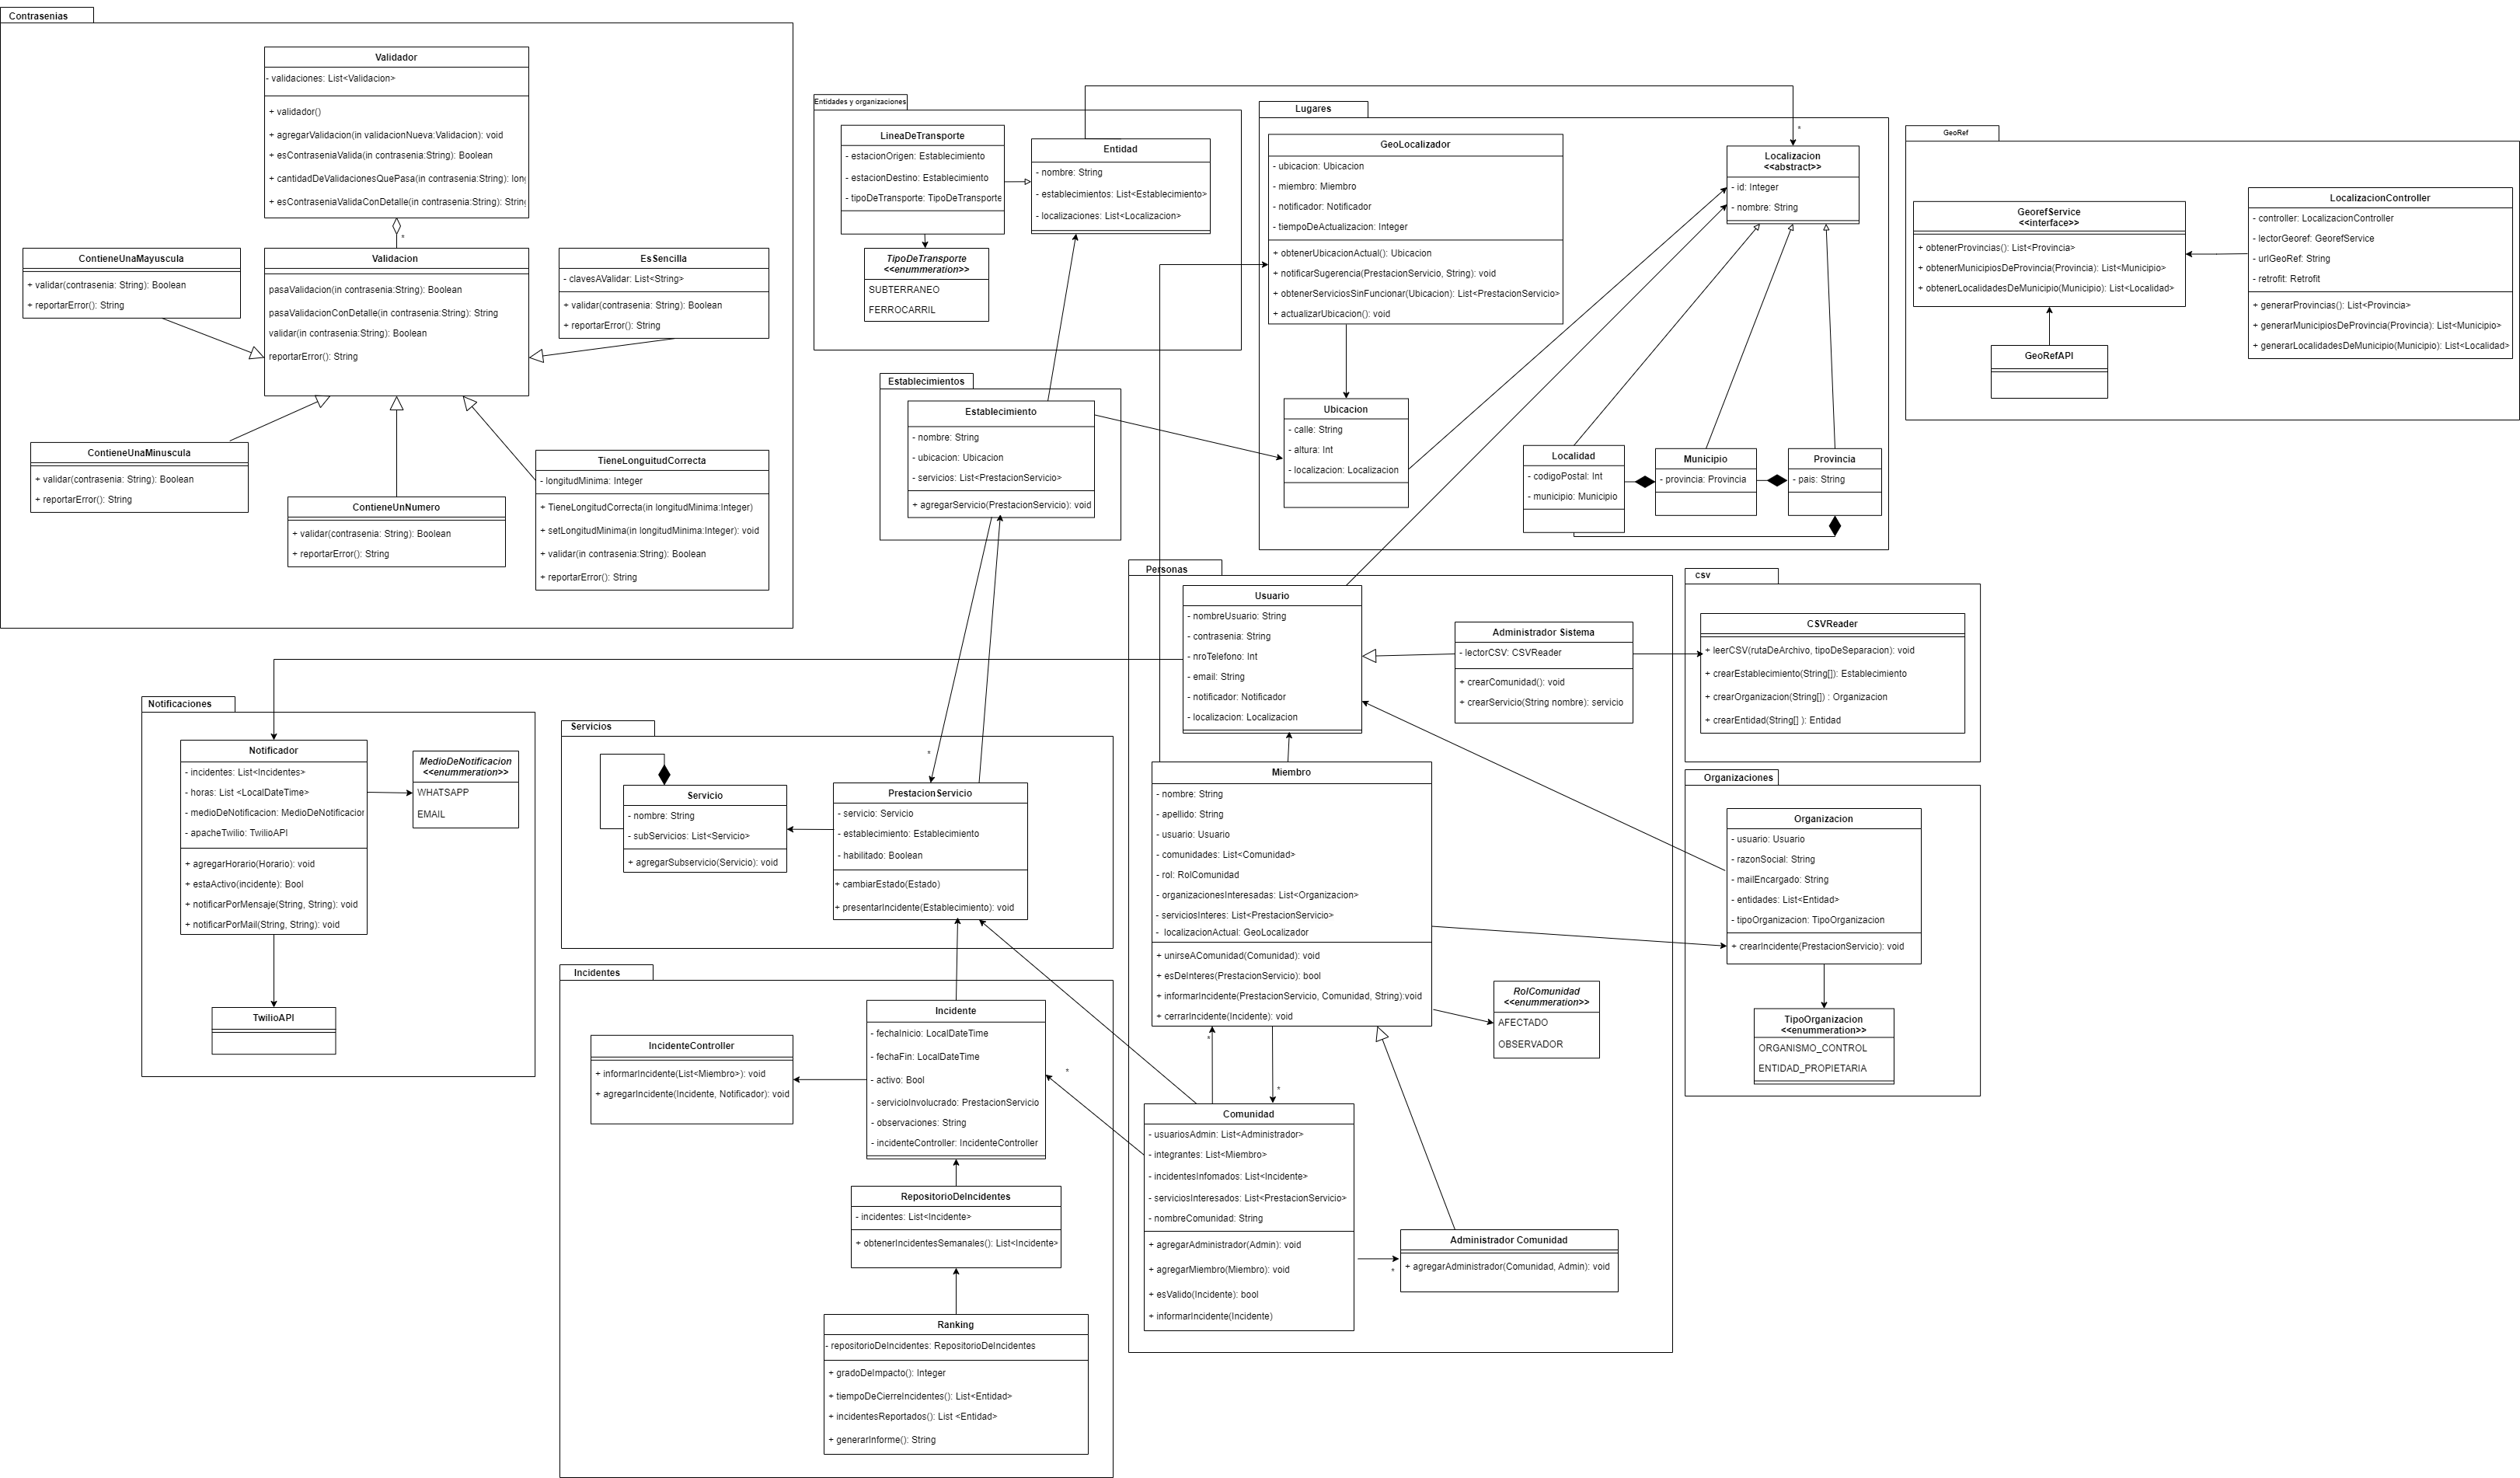 Contrasenias
Validador
- validaciones: List<Validacion>
+ validador()
+ agregarValidacion(in validacionNueva:Validacion): void
+ esContraseniaValida(in contrasenia:String): Boolean
+ cantidadDeValidacionesQuePasa(in contrasenia:String): lon
+ esContraseniaValidaConDetalle(in contrasenia:String): Strin
*
ContieneUnaMayuscula
+ validar(contrasenia: String): Boolean
+ reportarError(): String
Validacion
pasaValidacion(in contrasenia:String): Boolean
pasaValidacionConDetalle(in contrasenia:String): String
validar(in contrasenia:String): Boolean
reportarError(): String
EsSencilla
- clavesAValidar: List<String>
+ validar(contrasenia: String): Boolean
+ reportarError(): String
ContieneUnaMinuscula
+ validar(contrasenia: String): Boolean
+ reportarError(): String
ContieneUnNumero
+ validar(contrasenia: String): Boolean
+ reportarError(): String
TieneLonguitudCorrecta
- longitudMinima: Integer
+ TieneLongitudCorrecta(in longitudMinima:Integer)
+ setLongitudMinima(in longitudMinima:Integer): void
+ validar(in contrasenia:String): Boolean
+ reportarError(): String
Entidades y organizaciones
LineaDeTransporte
- estacionOrigen: Establecimiento
- estacionDestino: Establecimiento
- tipoDeTransporte: TipoDeTransporte
Entidad
- nombre: String
- establecimientos: List<Establecimiento>
- localizaciones: List<Localizacion>
TipoDeTransporte
<<enummeration>>
SUBTERRANEO
FERROCARRIL
Establecimientos
Establecimiento
- nombre: String
- ubicacion: Ubicacion
- servicios: List<PrestacionServicio>
+ agregarServicio(PrestacionServicio): void
Lugares
GeoLocalizador
- ubicacion: Ubicacion
- miembro: Miembro
- notificador: Notificador
- tiempoDeActualizacion: Integer
+ obtenerUbicacionActual(): Ubicacion
+ notificarSugerencia(PrestacionServicio, String): void
+ obtenerServiciosSinFuncionar(Ubicacion): List<PrestacionServicio>
+ actualizarUbicacion(): void
*
Localizacion
<<abstract>>
- id: Integer
- nombre: String
Ubicacion
- calle: String
- altura: Int
- localizacion: Localizacion
Localidad
- codigoPostal: Int
- municipio: Municipio
Municipio
- provincia: Provincia
Provincia
- pais: String
GeoRef
GeorefService
<<interface>>
+ obtenerProvincias(): List<Provincia>
+ obtenerMunicipiosDeProvincia(Provincia): List<Municipio>
+ obtenerLocalidadesDeMunicipio(Municipio): List<Localidad>
GeoRefAPI
LocalizacionController
- controller: LocalizacionController
- lectorGeoref: GeorefService
- urlGeoRef: String
- retrofit: Retrofit
+ generarProvincias(): List<Provincia>
+ generarMunicipiosDeProvincia(Provincia): List<Municipio>
+ generarLocalidadesDeMunicipio(Municipio): List<Localidad>
Personas
Usuario
- nombreUsuario: String
- contrasenia: String
- nroTelefono: Int
- email: String
- notificador: Notificador
- localizacion: Localizacion
Administrador Sistema
- lectorCSV: CSVReader
+ crearComunidad(): void
+ crearServicio(String nombre): servicio
Miembro
- nombre: String
- apellido: String
- usuario: Usuario
- comunidades: List<Comunidad>
- rol: RolComunidad
- organizacionesInteresadas: List<Organizacion>
- serviciosInteres: List<PrestacionServicio>
- localizacionActual: GeoLocalizador
+ unirseAComunidad(Comunidad): void
+ esDeInteres(PrestacionServicio): bool
+ informarIncidente(PrestacionServicio, Comunidad, String):void
+ cerrarIncidente(Incidente): void
RolComunidad
<<enummeration>>
AFECTADO
OBSERVADOR
*
*
Comunidad
- usuariosAdmin: List<Administrador>
- integrantes: List<Miembro>
- incidentesInfomados: List<Incidente>
- serviciosInteresados: List<PrestacionServicio>
- nombreComunidad: String
+ agregarAdministrador(Admin): void
+ agregarMiembro(Miembro): void
+ esValido(Incidente): bool
+ informarIncidente(Incidente)
*
Administrador Comunidad
+ agregarAdministrador(Comunidad, Admin): void
csv
CSVReader
+ leerCSV(rutaDeArchivo, tipoDeSeparacion): void
+ crearEstablecimiento(String[]): Establecimiento
+ crearOrganizacion(String[]) : Organizacion
+ crearEntidad(String[] ): Entidad
Organizaciones
Organizacion
- usuario: Usuario
- razonSocial: String
- mailEncargado: String
- entidades: List<Entidad>
- tipoOrganizacion: TipoOrganizacion
+ crearIncidente(PrestacionServicio): void
TipoOrganizacion
<<enummeration>>
ORGANISMO_CONTROL
ENTIDAD_PROPIETARIA
Notificaciones
Notificador
- incidentes: List<Incidentes>
- horas: List <LocalDateTime>
- medioDeNotificacion: MedioDeNotificacion
- apacheTwilio: TwilioAPI
+ agregarHorario(Horario): void
+ estaActivo(incidente): Bool
+ notificarPorMensaje(String, String): void
+ notificarPorMail(String, String): void
MedioDeNotificacion
<<enummeration>>
WHATSAPP
EMAIL
TwilioAPI
Servicios
Servicio
- nombre: String
- subServicios: List<Servicio>
+ agregarSubservicio(Servicio): void
*
PrestacionServicio
- servicio: Servicio
- establecimiento: Establecimiento
- habilitado: Boolean
+ cambiarEstado(Estado)
+ presentarIncidente(Establecimiento): void
Incidentes
IncidenteController
+ informarIncidente(List<Miembro>): void
+ agregarIncidente(Incidente, Notificador): void
Incidente
- fechaInicio: LocalDateTime
- fechaFin: LocalDateTime
- activo: Bool
- servicioInvolucrado: PrestacionServicio
- observaciones: String
- incidenteController: IncidenteController
*
RepositorioDeIncidentes
- incidentes: List<Incidente>
+ obtenerIncidentesSemanales(): List<Incidente>
Ranking
- repositorioDeIncidentes: RepositorioDeIncidentes
+ gradoDeImpacto(): Integer
+ tiempoDeCierreIncidentes(): List<Entidad>
+ incidentesReportados(): List <Entidad>
+ generarInforme(): String